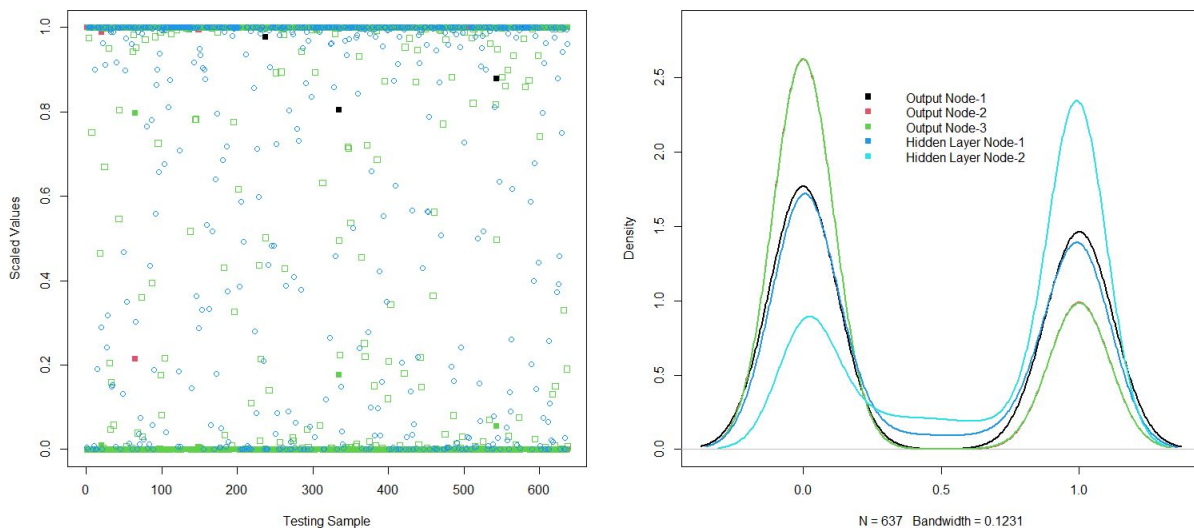 Scaled Values
1.0
0.8
0.6
0.4
0.2
0.0
0 100 200 300 400 500 600
Testing Sample
Density
2.5
2.0
1.5
1.0
0.5
0.0
Output Node-1
Output Node-2
Output Node-3
Hidden Layer Node-1
Hidden Layer Node-2
0.0 0.5 1.0
N = 637 Bandwidth = 0.1231